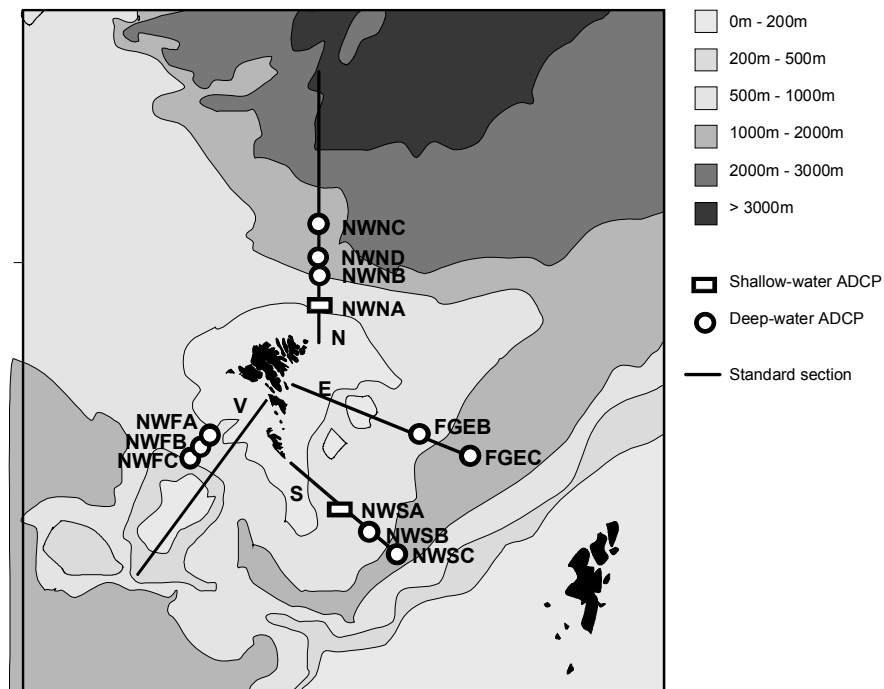 0m - 200m
200m - 500m
500m - 1000m
1000m - 2000m
2000m - 3000m
> 3000m
Shallow-water ADCP
Deep-water ADCP
Standard section
NWNC
NWND
NWNB
NWNA
N
E
V
NWFA
NWFB
NWFC
FGEB
FGEC
S
NWSA
NWSB
NWSC